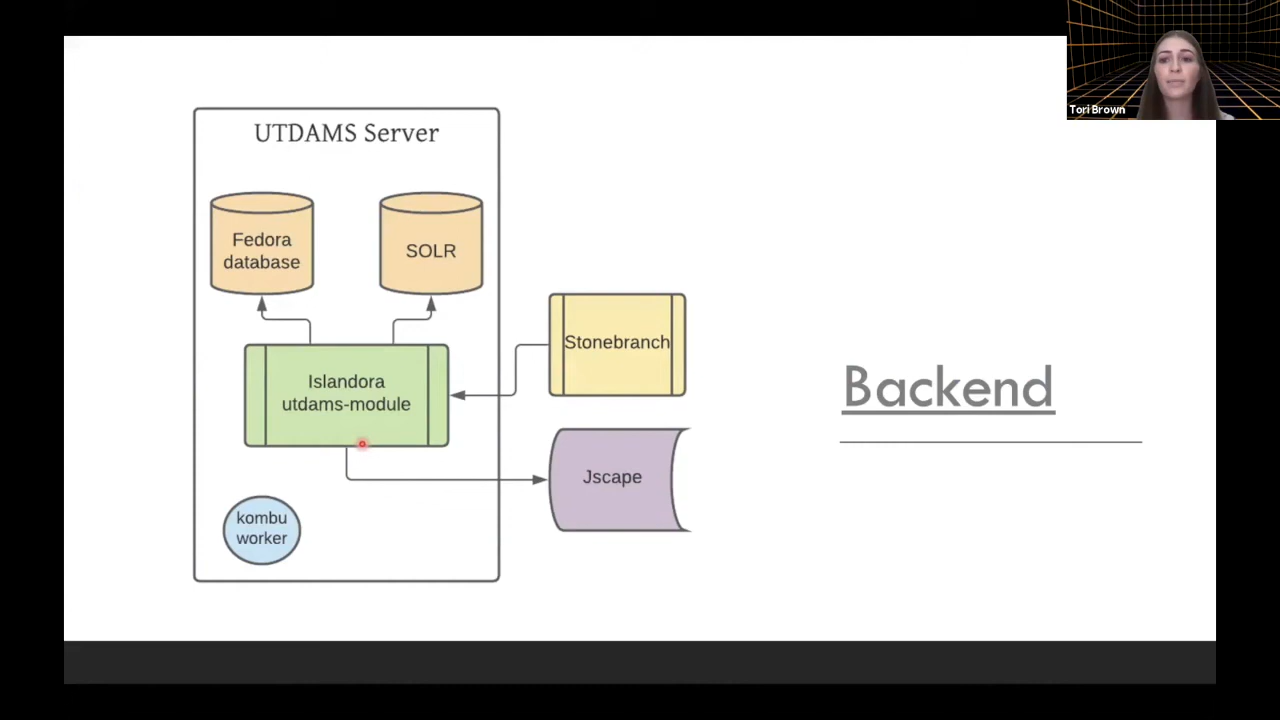 Tori Brown
UTDAMS Server
Fedora
database
SOLR
Stonebranch
Islandora
utdams-module
Backend
Jscape
kombu
worker